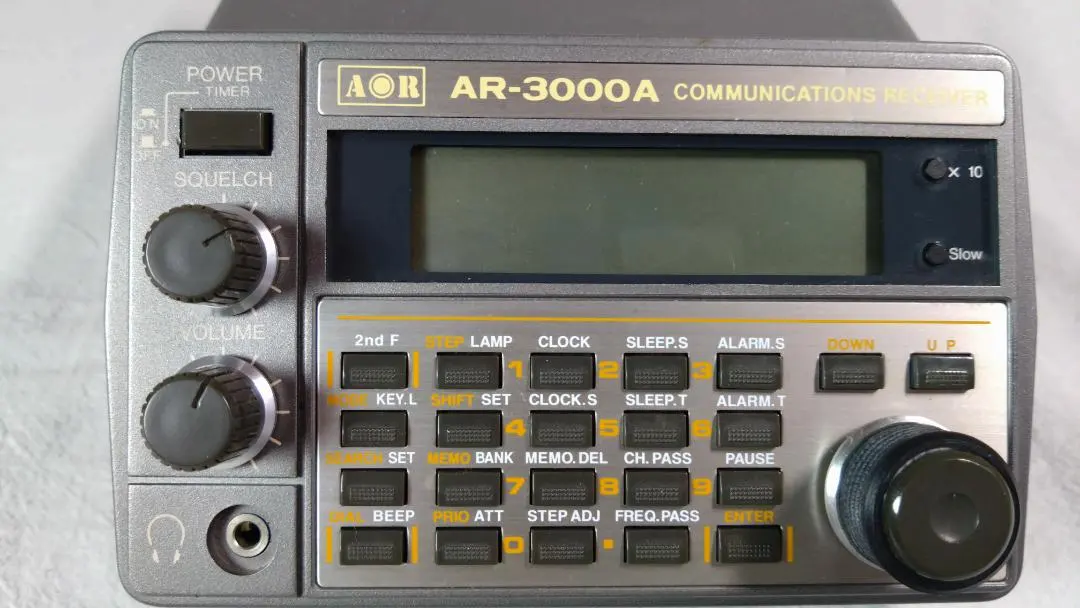 POWER
TIMER
ON
SQUELCH
VOLUME
AOR AR-3000A COMMUNICATIONS RECEIVER
x 10
Slow
2nd F STEP LAMP CLOCK SLEEP.S ALARM.S DOWN UP
1 2 3
MODE KEY.L SHIFT SET CLOCK.S SLEEP.T ALARM.T
4 5 6
SEARCH SET MEMO BANK MEMO.DEL CH.PASS PAUSE
7 8 9
DIAL BEEP PRIO ATT STEP ADJ FREQ.PASS ENTER
0 .